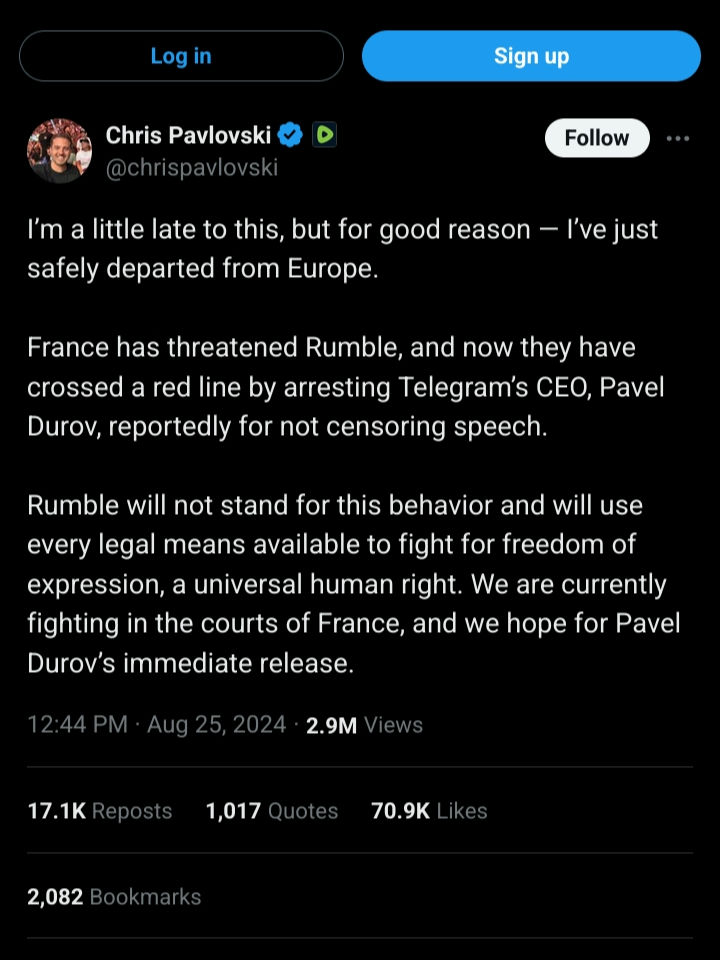 Log in
Sign up
Chris Pavlovski
Follow
@chrispavlovski
I’m a little late to this, but for good reason — I’ve just
safely departed from Europe.
France has threatened Rumble, and now they have
crossed a red line by arresting Telegram’s CEO, Pavel
Durov, reportedly for not censoring speech.
Rumble will not stand for this behavior and will use
every legal means available to fight for freedom of
expression, a universal human right. We are currently
fighting in the courts of France, and we hope for Pavel
Durov’s immediate release.
12:44 PM · Aug 25, 2024 · 2.9M Views
17.1K Reposts 1,017 Quotes 70.9K Likes
2,082 Bookmarks